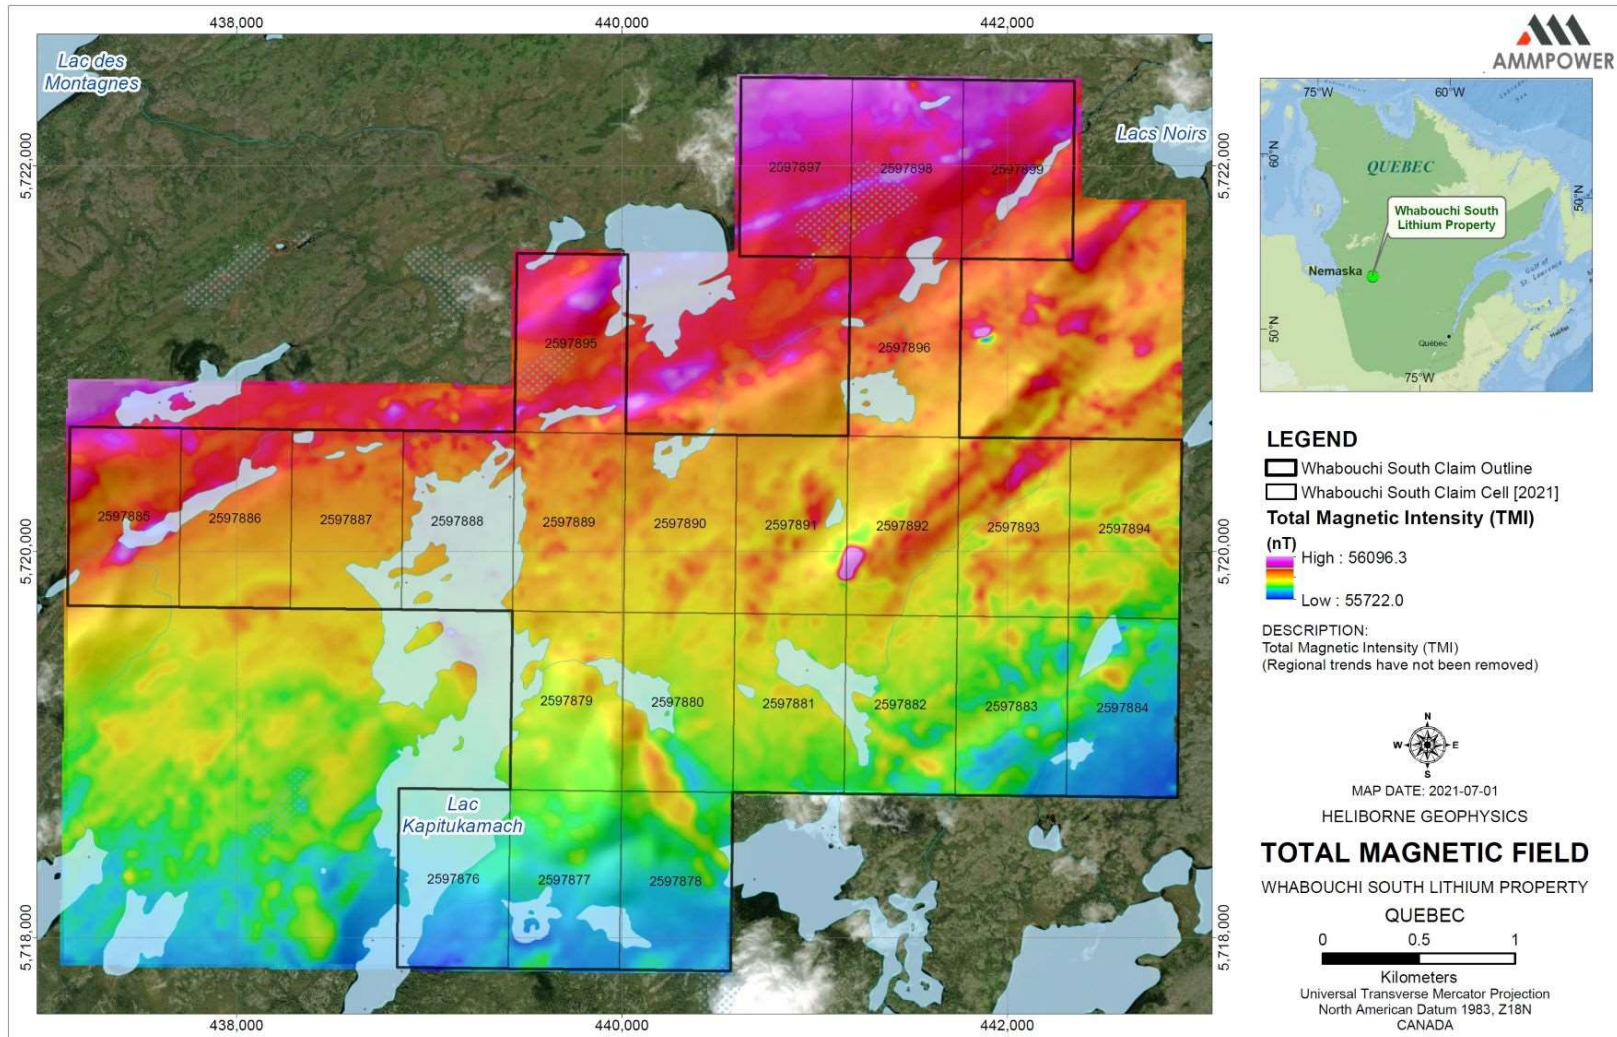 438,000
440,000
442,000
Lac des
Montagnes
Lacs Noirs
5,722,000
5,722,000
2597897
2597898
2597899
2597895
2597896
2597885
2597886
2597887
2597888
2597889
2597890
2597891
2597892
2597893
2597894
5,720,000
5,720,000
2597879
2597880
2597881
2597882
2597883
2597884
Lac
Kapitukamach
2597876
2597877
2597878
5,718,000
5,718,000
438,000
440,000
442,000
AMMPOWER
75°W
60°W
60°N
50°N
50°N
75°W
QUEBEC
Whabouchi South
Lithium Property
Nemaska
Québec
Gulf of
St. Lawrence
Halifax
LEGEND
Whabouchi South Claim Outline
Whabouchi South Claim Cell [2021]
Total Magnetic Intensity (TMI)
(nT)
High : 56096.3
Low : 55722.0
DESCRIPTION:
Total Magnetic Intensity (TMI)
(Regional trends have not been removed)
N
W
E
S
MAP DATE: 2021-07-01
HELIBORNE GEOPHYSICS
TOTAL MAGNETIC FIELD
WHABOUCHI SOUTH LITHIUM PROPERTY
QUEBEC
0 0.5 1
Kilometers
Universal Transverse Mercator Projection
North American Datum 1983, Z18N
CANADA